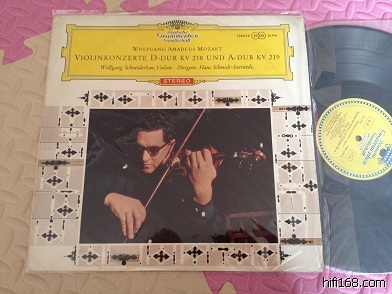 Deutsche
Grammophon
Gesellschaft
WOLFGANG AMADEUS MOZART
VIOLINKONZERTE D-DUR KV 218 UND A-DUR KV 219
Wolfgang Schneiderhan, Violine · Dirigent: Hans Schmidt-Isserstedt
STEREO
hifi168.com